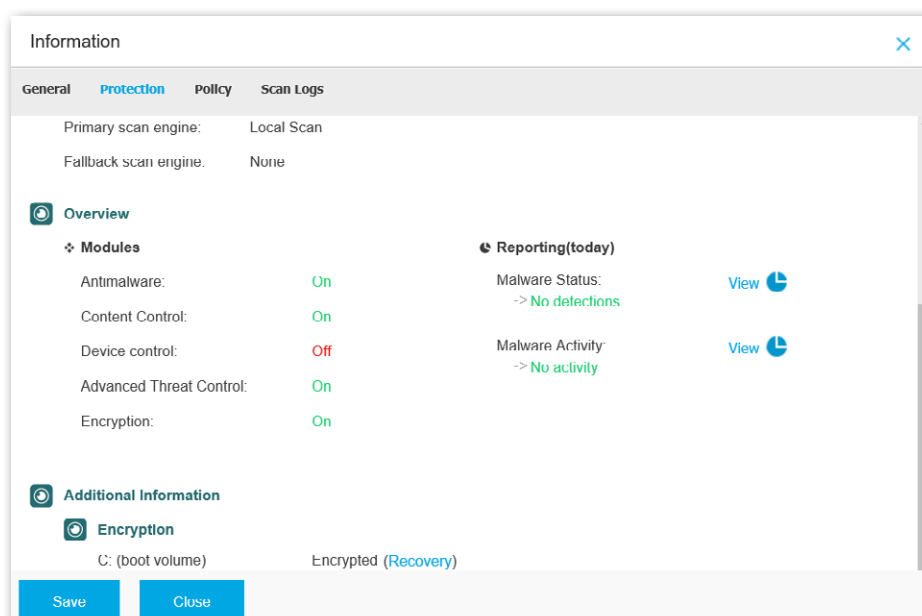 Information
General Protection Policy Scan Logs
Primary scan engine: Local Scan
Fallback scan engine: None
Overview
Modules
Antimalware: On
Content Control: On
Device control: Off
Advanced Threat Control: On
Encryption: On
Reporting(today)
Malware Status: View
-> No detections
Malware Activity: View
-> No activity
Additional Information
Encryption
C: (boot volume) Encrypted (Recovery)
Save Close